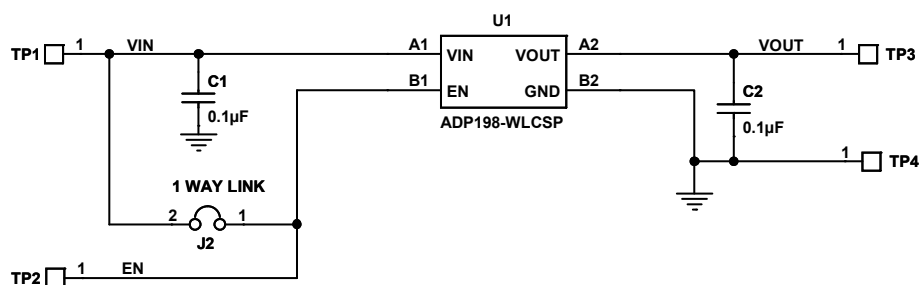 U1
TP1 1 VIN A1 VIN VOUT A2 VOUT 1 TP3
B1 EN GND B2
C1
0.1µF
ADP198-WLCSP
C2
0.1µF
1 TP4
1 WAY LINK
2 1
J2
TP2 1 EN